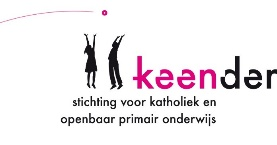 keender
stichting voor katholiek en
openbaar primair onderwijs